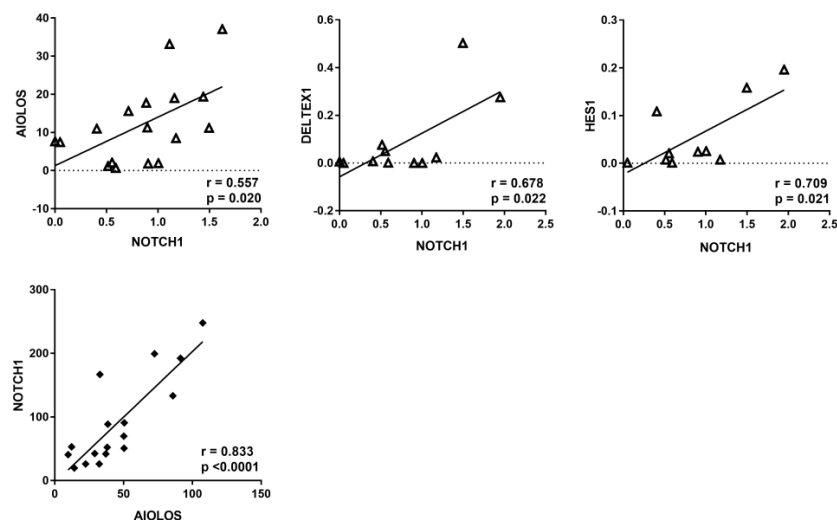 AIOLOS
40
30
20
10
0
-10
0.0 0.5 1.0 1.5 2.0
NOTCH1
r = 0.557
p = 0.020
DELTEX1
0.6
0.4
0.2
0.0
-0.2
0.0 0.5 1.0 1.5 2.0 2.5
NOTCH1
r = 0.678
p = 0.022
HES1
0.3
0.2
0.1
0.0
-0.1
0.0 0.5 1.0 1.5 2.0 2.5
NOTCH1
r = 0.709
p = 0.021
NOTCH1
300
200
100
0
0 50 100 150
AIOLOS
r = 0.833
p <0.0001